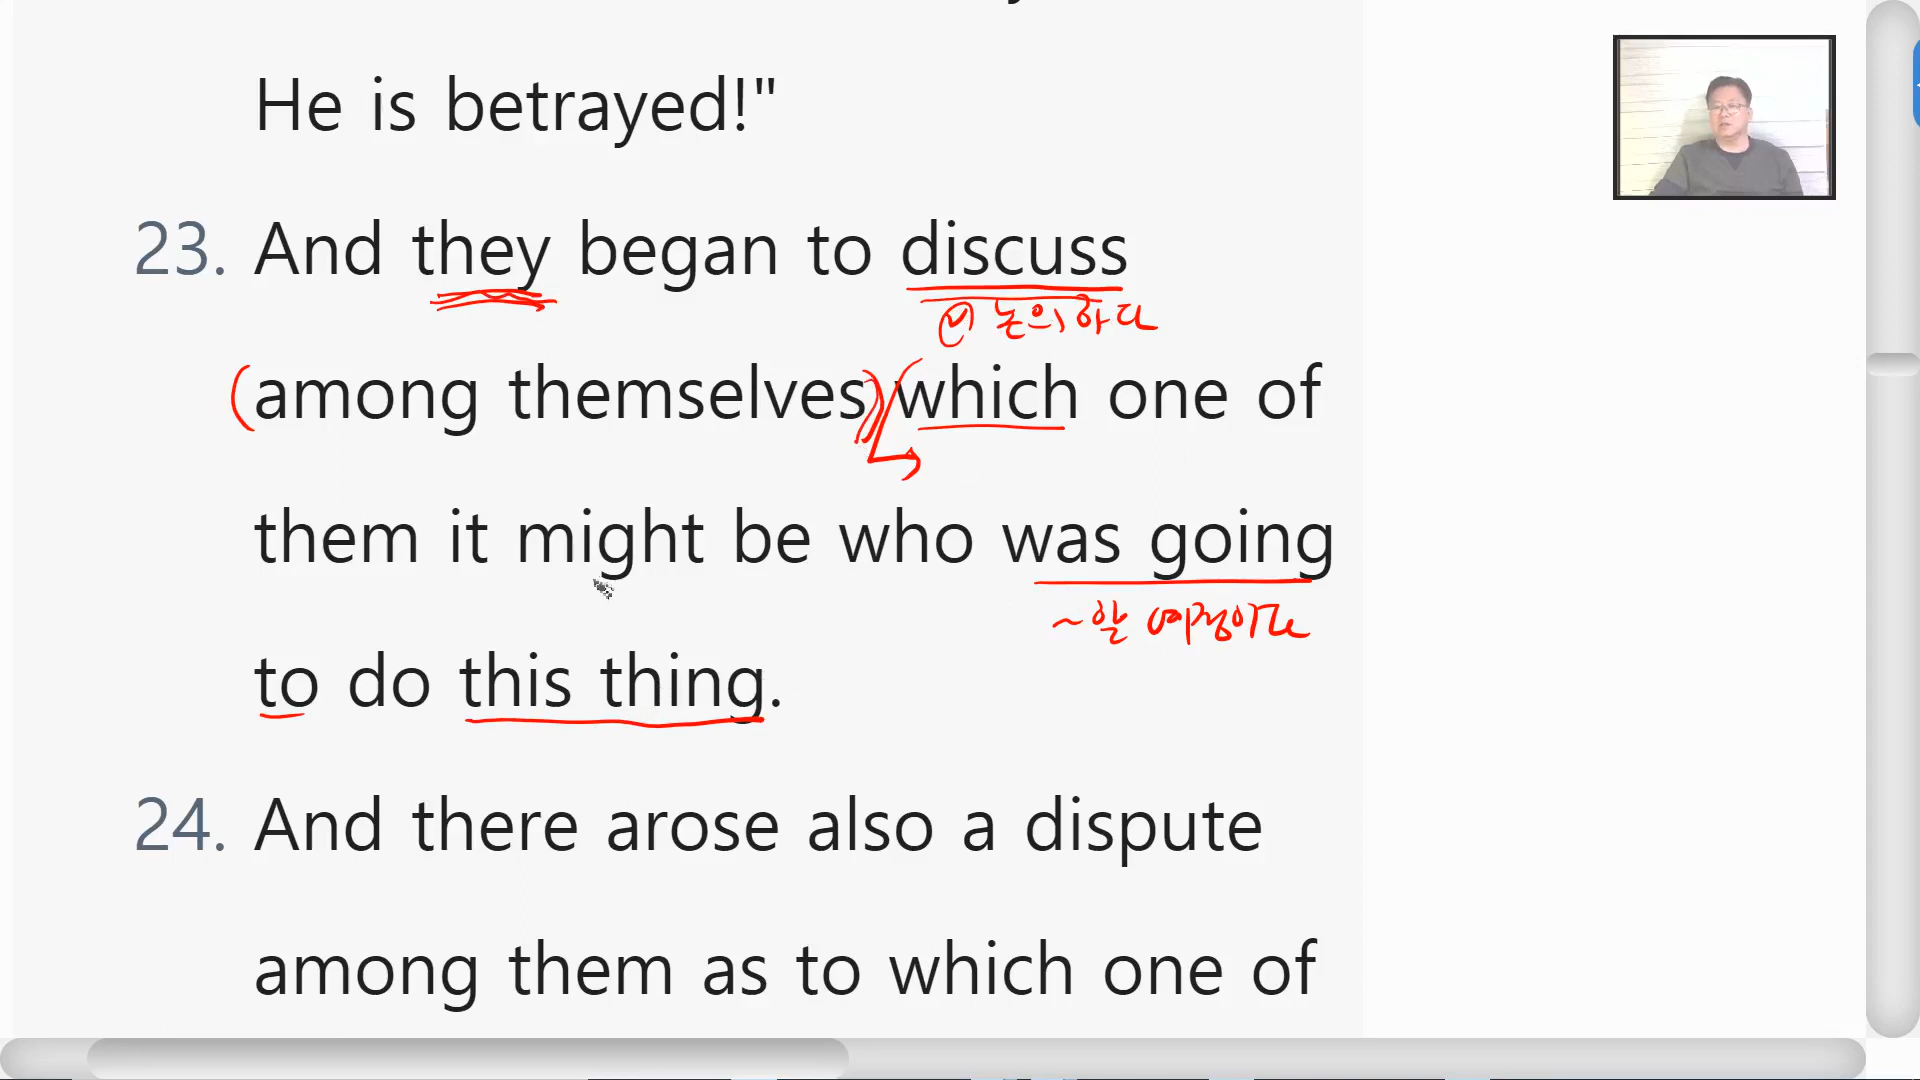 He is betrayed!"
23. And they began to discuss
ⓥ 논의하다
(among themselves) which one of
them it might be who was going
~할 예정이다
to do this thing.
24. And there arose also a dispute
among them as to which one of